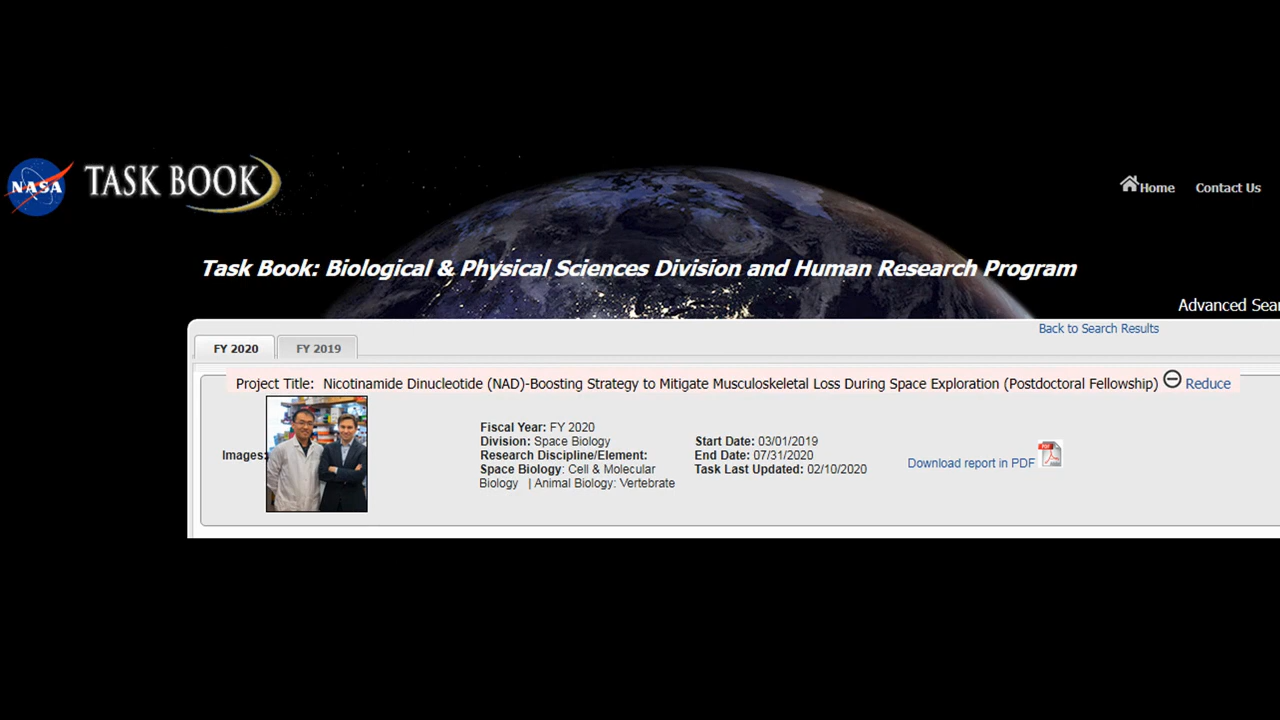 NASA TASK BOOK
Home Contact Us
Task Book: Biological & Physical Sciences Division and Human Research Program
Advanced Sear
Back to Search Results
FY 2020 FY 2019
Project Title: Nicotinamide Dinucleotide (NAD)-Boosting Strategy to Mitigate Musculoskeletal Loss During Space Exploration (Postdoctoral Fellowship) Reduce
Images:
Fiscal Year: FY 2020
Division: Space Biology
Research Discipline/Element:
Space Biology: Cell & Molecular
Biology | Animal Biology: Vertebrate
Start Date: 03/01/2019
End Date: 07/31/2020
Task Last Updated: 02/10/2020
Download report in PDF
PDF